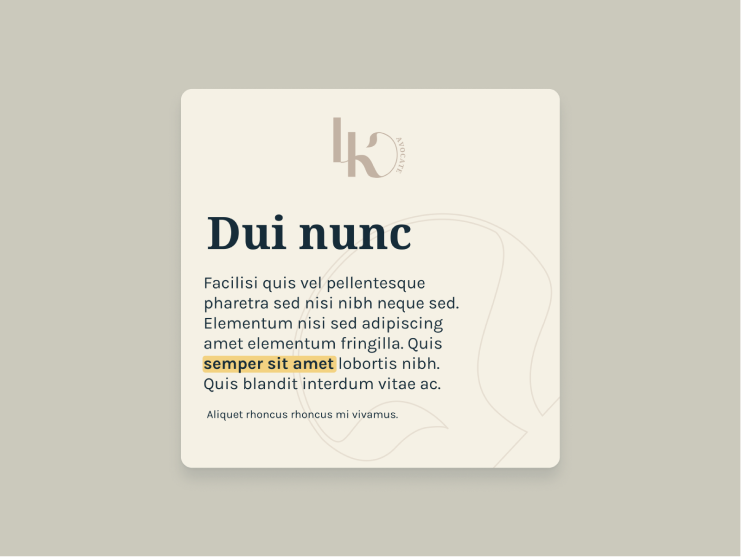 lk
AVOCATE
Dui nunc
Facilisi quis vel pellentesque
pharetra sed nisi nibh neque sed.
Elementum nisi sed adipiscing
amet elementum fringilla. Quis
semper sit amet lobortis nibh.
Quis blandit interdum vitae ac.
Aliquet rhoncus rhoncus mi vivamus.